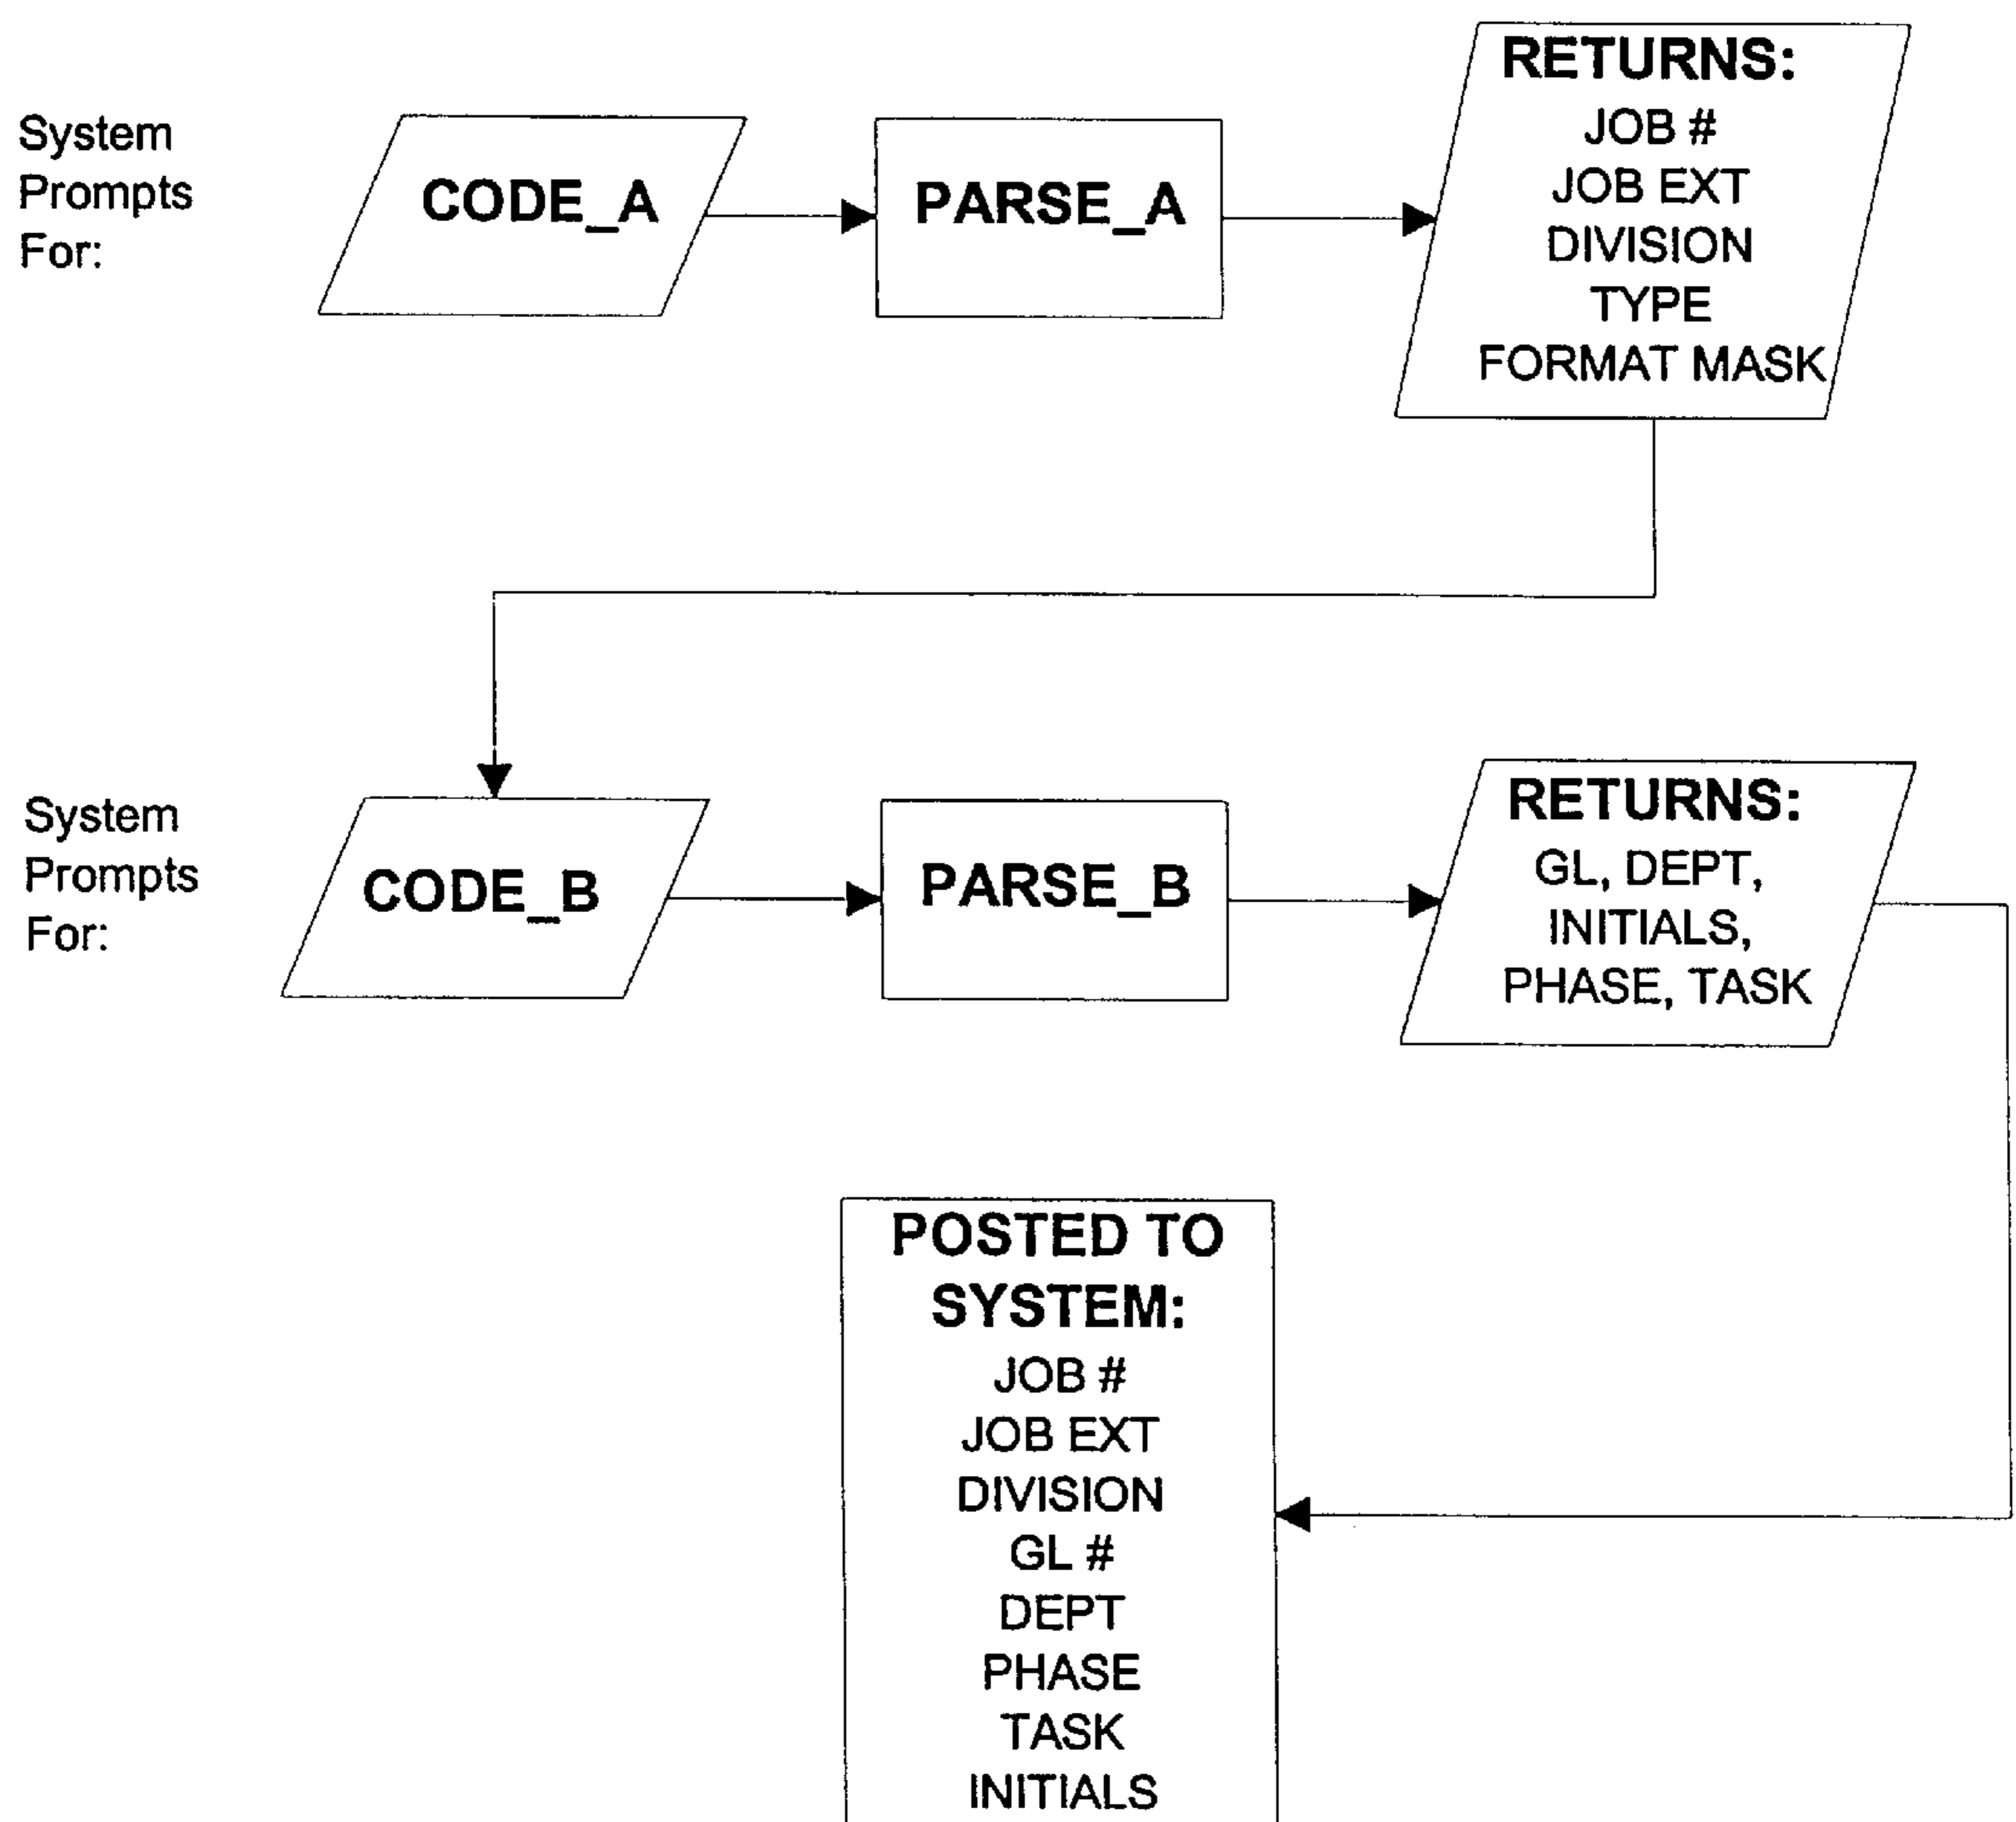 System
Prompts
For:
CODE_A
PARSE_A
RETURNS:
JOB #
JOB EXT
DIVISION
TYPE
FORMAT MASK
System
Prompts
For:
CODE_B
PARSE_B
RETURNS:
GL, DEPT,
INITIALS,
PHASE, TASK
POSTED TO
SYSTEM:
JOB #
JOB EXT
DIVISION
GL #
DEPT
PHASE
TASK
INITIALS